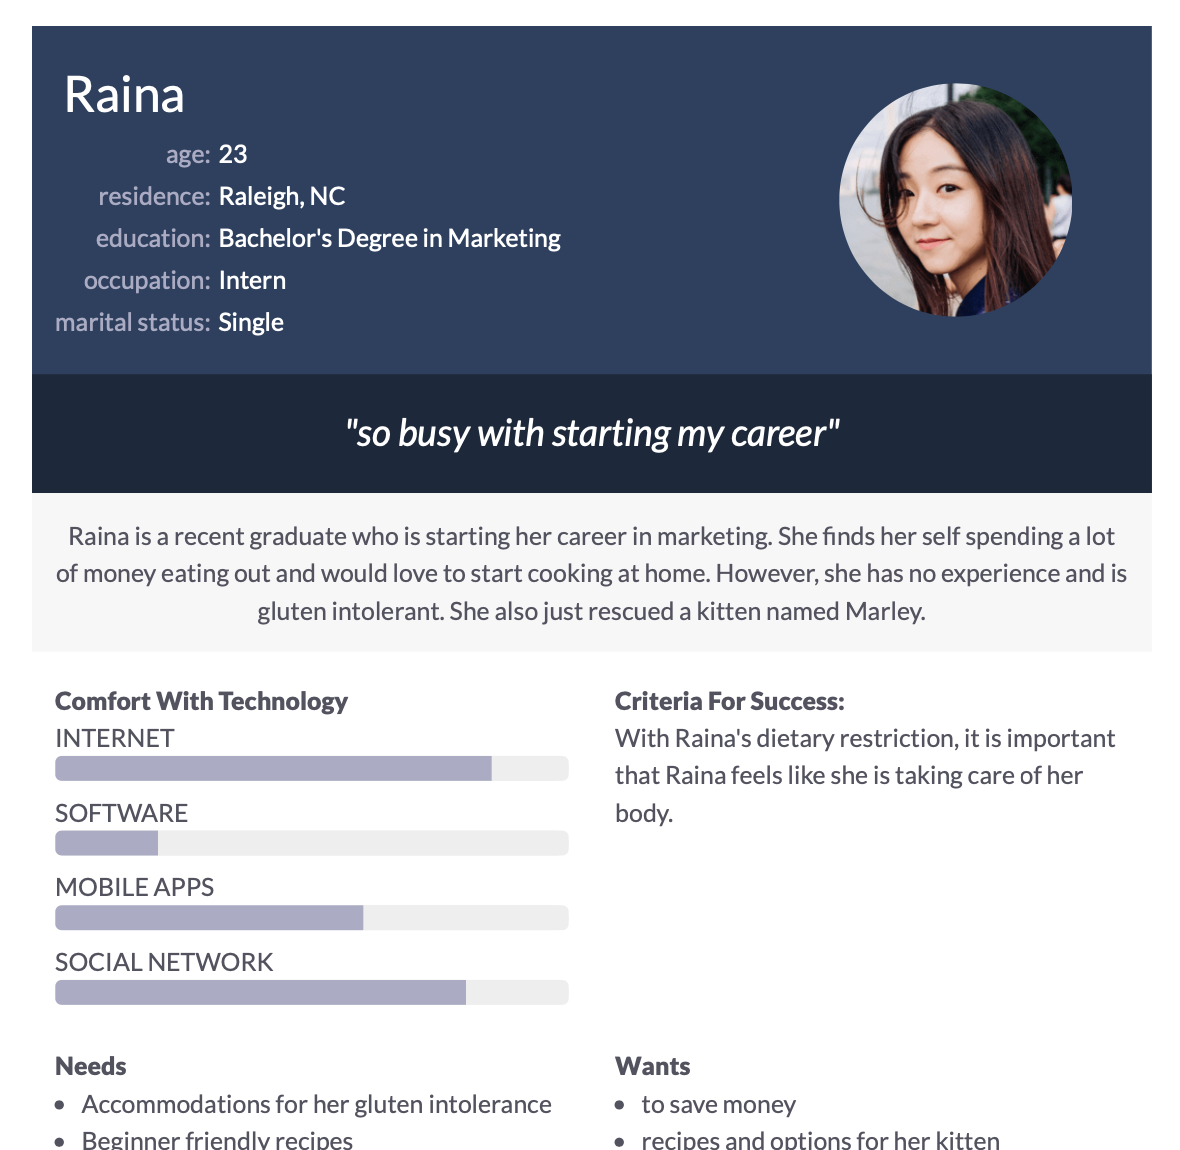 Raina
age: 23
residence: Raleigh, NC
education: Bachelor's Degree in Marketing
occupation: Intern
marital status: Single
"so busy with starting my career"
Raina is a recent graduate who is starting her career in marketing. She finds her self spending a lot
of money eating out and would love to start cooking at home. However, she has no experience and is
gluten intolerant. She also just rescued a kitten named Marley.
Comfort With Technology
INTERNET
SOFTWARE
MOBILE APPS
SOCIAL NETWORK
Criteria For Success:
With Raina's dietary restriction, it is important
that Raina feels like she is taking care of her
body.
Needs
• Accommodations for her gluten intolerance
• Beginner friendly recipes
Wants
• to save money
• recipes and options for her kitten